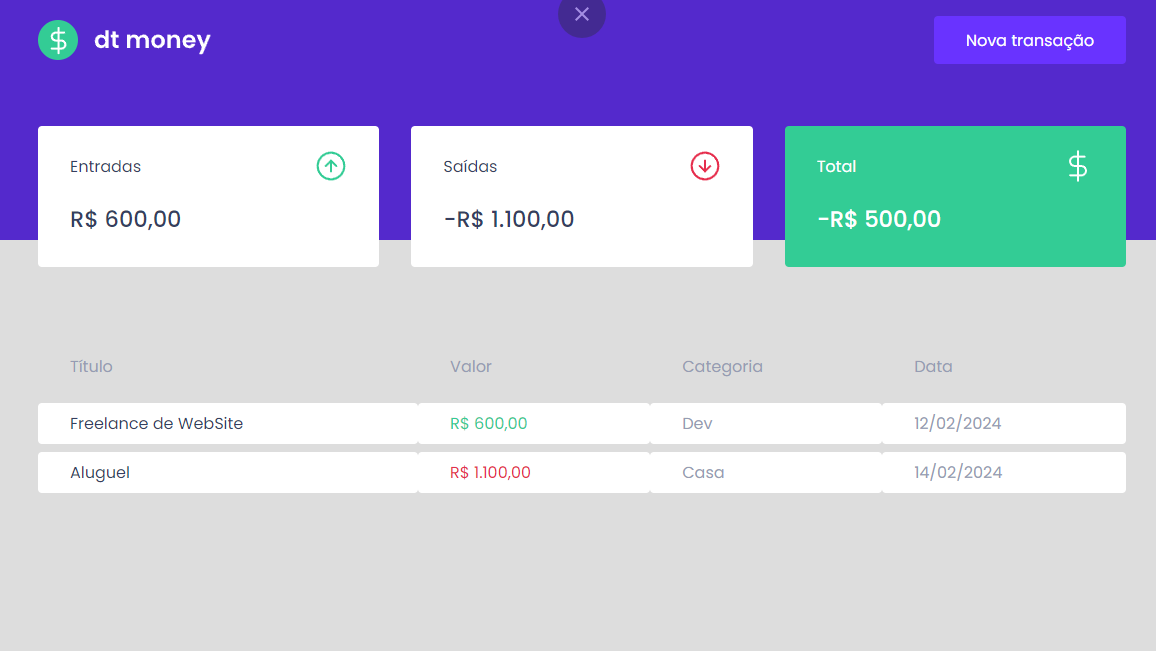 dt money
Nova transação
Entradas
R$ 600,00
Saídas
-R$ 1.100,00
Total
$
-R$ 500,00
Título Valor Categoria Data
Freelance de WebSite R$ 600,00 Dev 12/02/2024
Aluguel R$ 1.100,00 Casa 14/02/2024